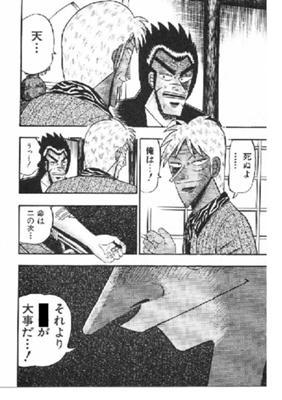 天…
死ぬよ
俺は…！
うっ…
命は
二の次…
それより
が
大事だ…！